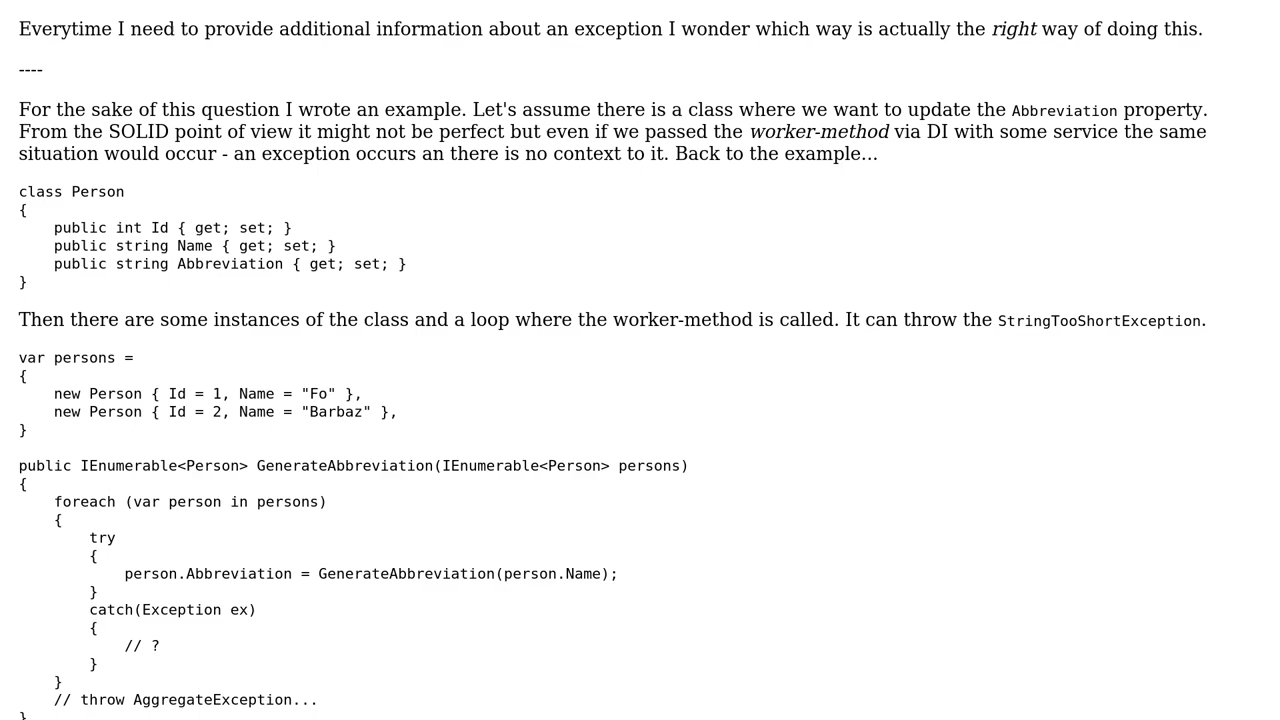 Everytime I need to provide additional information about an exception I wonder which way is actually the right way of doing this.
----
For the sake of this question I wrote an example. Let's assume there is a class where we want to update the Abbreviation property.
From the SOLID point of view it might not be perfect but even if we passed the worker-method via DI with some service the same
situation would occur - an exception occurs an there is no context to it. Back to the example...
class Person
{
    public int Id { get; set; }
    public string Name { get; set; }
    public string Abbreviation { get; set; }
}
Then there are some instances of the class and a loop where the worker-method is called. It can throw the StringTooShortException.
var persons =
{
    new Person { Id = 1, Name = "Fo" },
    new Person { Id = 2, Name = "Barbaz" },
}
public IEnumerable<Person> GenerateAbbreviation(IEnumerable<Person> persons)
{
    foreach (var person in persons)
    {
        try
        {
            person.Abbreviation = GenerateAbbreviation(person.Name);
        }
        catch(Exception ex)
        {
            // ?
        }
    }
    // throw AggregateException...
}